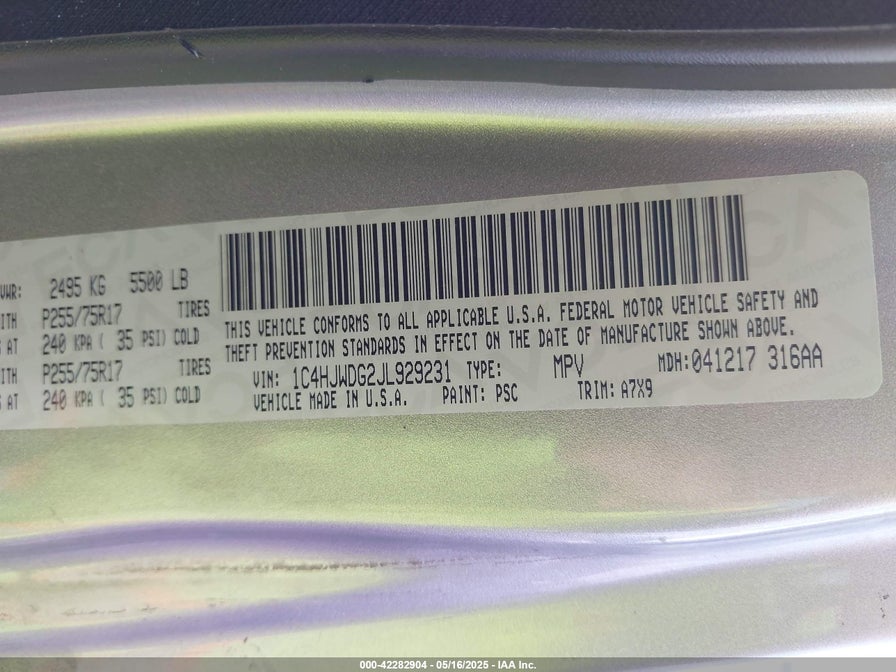 VWR: 2495 KG 5500 LB
ITH P255/75R17 TIRES
S AT 240 KPA ( 35 PSI) COLD
ITH P255/75R17 TIRES
S AT 240 KPA ( 35 PSI) COLD
THIS VEHICLE CONFORMS TO ALL APPLICABLE U.S.A. FEDERAL MOTOR VEHICLE SAFETY AND
THEFT PREVENTION STANDARDS IN EFFECT ON THE DATE OF MANUFACTURE SHOWN ABOVE.
VIN: 1C4HJWDG2JL929231 TYPE: MPV MDH:041217 316AA
VEHICLE MADE IN U.S.A. PAINT: PSC TRIM: A7X9
000-42282904 - 05/16/2025 - IAA Inc.